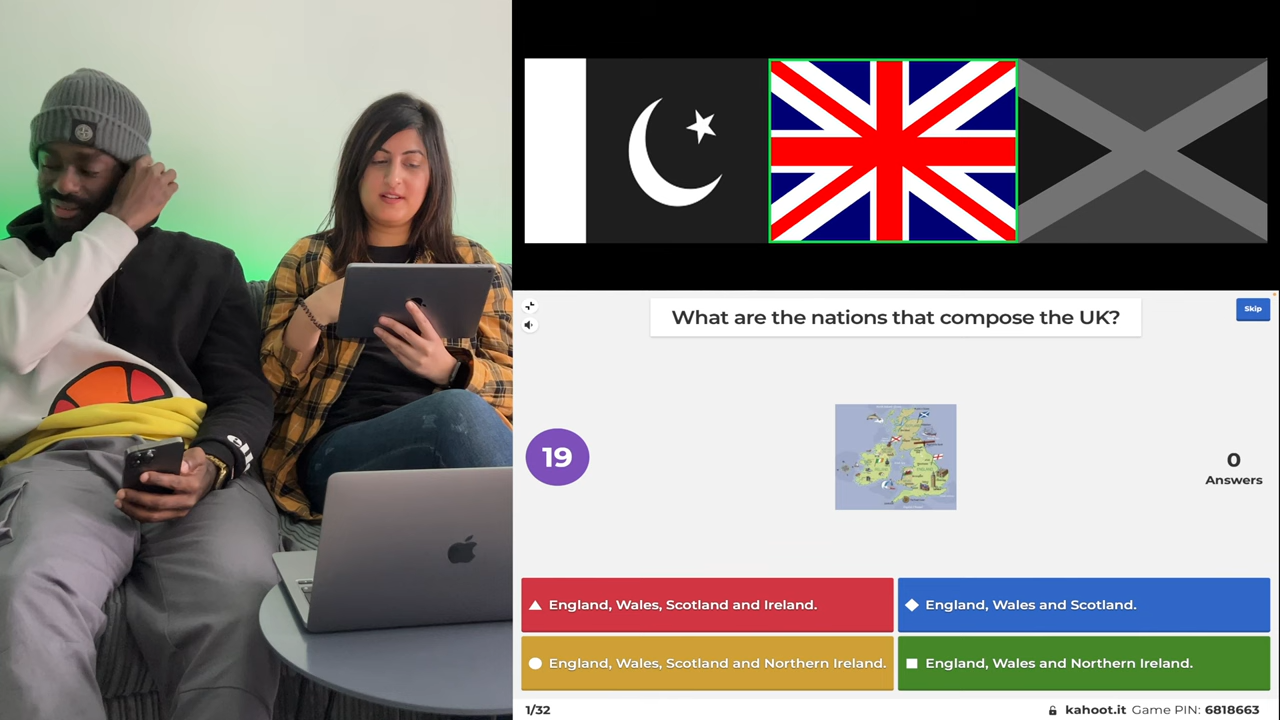 What are the nations that compose the UK?
Skip
19
0
Answers
England, Wales, Scotland and Ireland.
England, Wales and Scotland.
England, Wales, Scotland and Northern Ireland.
England, Wales and Northern Ireland.
1/32
kahoot.it Game PIN: 6818663